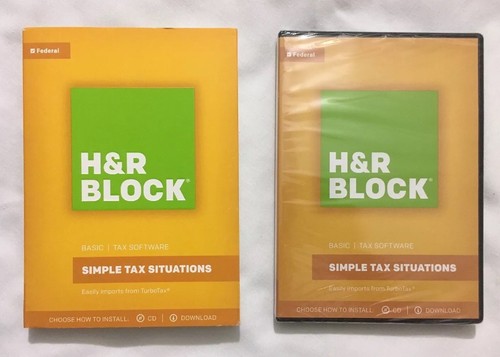 Federal
H&R
BLOCK®
BASIC | TAX SOFTWARE
SIMPLE TAX SITUATIONS
Easily imports from TurboTax®
CHOOSE HOW TO INSTALL: CD | DOWNLOAD
Federal
H&R
BLOCK®
BASIC | TAX SOFTWARE
SIMPLE TAX SITUATIONS
Easily imports from TurboTax®
CHOOSE HOW TO INSTALL: CD | DOWNLOAD